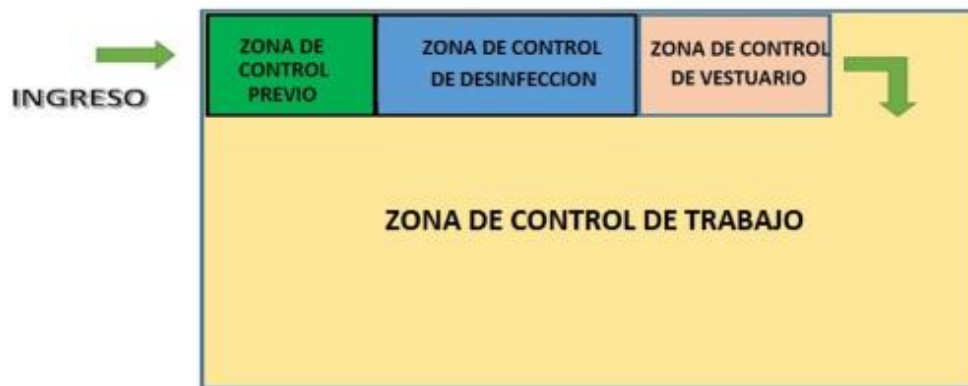 INGRESO
ZONA DE
CONTROL
PREVIO
ZONA DE CONTROL
DE DESINFECCION
ZONA DE CONTROL
DE VESTUARIO
ZONA DE CONTROL DE TRABAJO